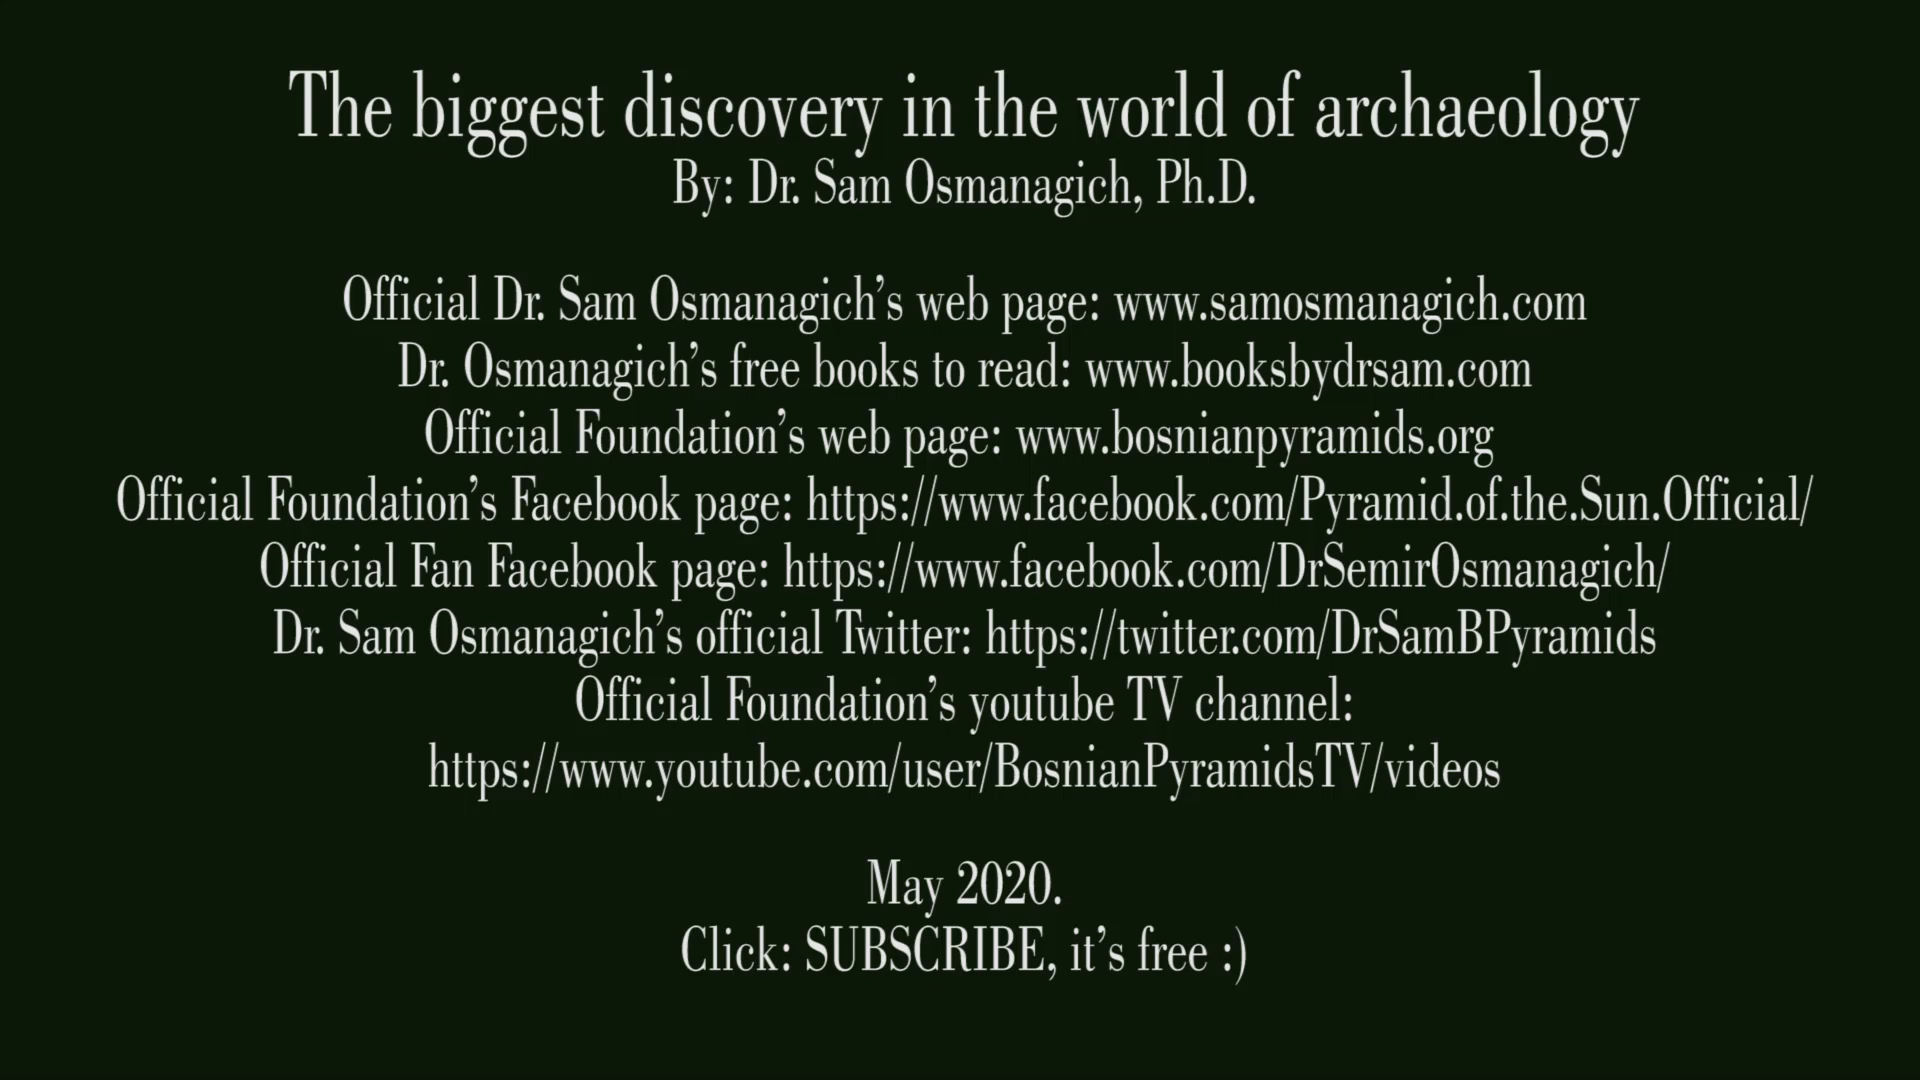 The biggest discovery in the world of archaeology
By: Dr. Sam Osmanagich, Ph.D.
Official Dr. Sam Osmanagich’s web page: www.samosmanagich.com
Dr. Osmanagich’s free books to read: www.booksbydrsam.com
Official Foundation’s web page: www.bosnianpyramids.org
Official Foundation’s Facebook page: https://www.facebook.com/Pyramid.of.the.Sun.Official/
Official Fan Facebook page: https://www.facebook.com/DrSemirOsmanagich/
Dr. Sam Osmanagich’s official Twitter: https://twitter.com/DrSamBPyramids
Official Foundation’s youtube TV channel:
https://www.youtube.com/user/BosnianPyramidsTV/videos
May 2020.
Click: SUBSCRIBE, it’s free :)